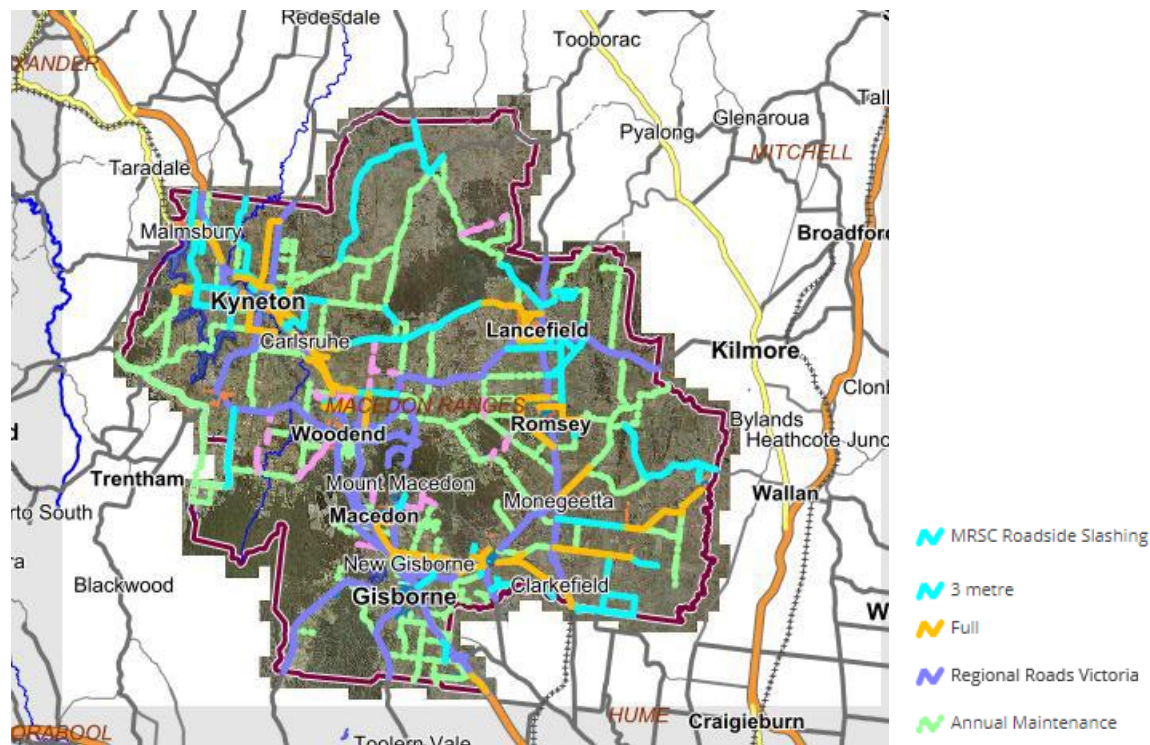 Redesdale
Tooborac
XANDER
Tall
Glenaroua
Pyalong
MITCHELL
Taradale
Malmsbury
Broadford
Kyneton
Lancefield
Carlsruhe
Kilmore
Clonb
MACEDON RANGES
Romsey
Bylands
Woodend
Heathcote Junc
d
Trentham
Mount Macedon
Monegeetta
Wallan
Macedon
rto South
MRSC Roadside Slashing
ra
New Gisborne
Blackwood
Clarkefield
3 metre
Gisborne
W
Full
Regional Roads Victoria
HUME
Craigieburn
Annual Maintenance
ORABOOL
Toolern Vale